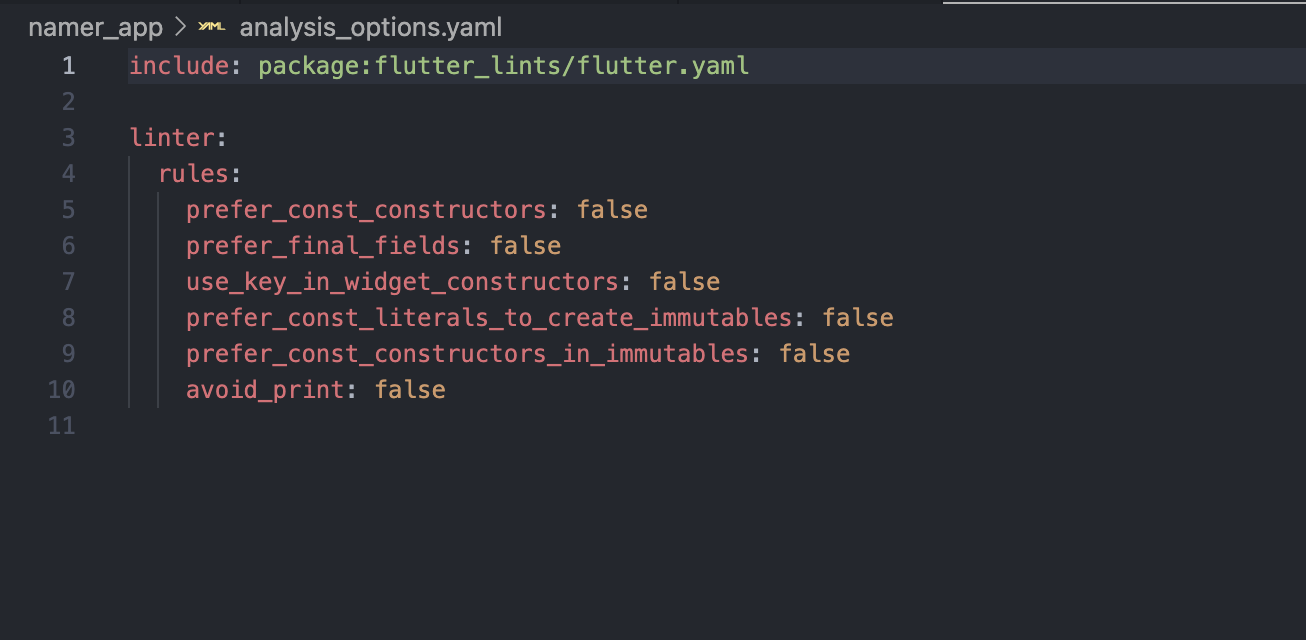 namer_app > YAML analysis_options.yaml
1 include: package:flutter_lints/flutter.yaml
2
3 linter:
4   rules:
5     prefer_const_constructors: false
6     prefer_final_fields: false
7     use_key_in_widget_constructors: false
8     prefer_const_literals_to_create_immutables: false
9     prefer_const_constructors_in_immutables: false
10     avoid_print: false
11